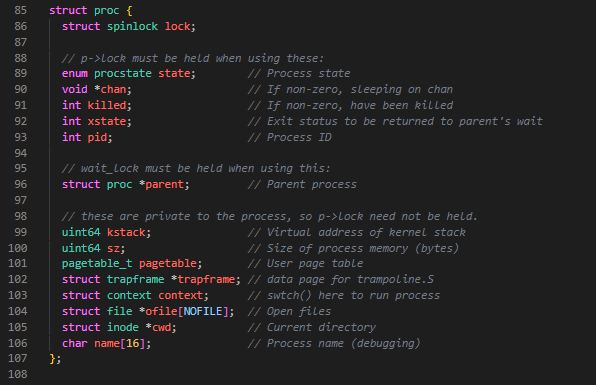 85 struct proc {
86   struct spinlock lock;
87
88   // p->lock must be held when using these:
89   enum procstate state;        // Process state
90   void *chan;                  // If non-zero, sleeping on chan
91   int killed;                  // If non-zero, have been killed
92   int xstate;                  // Exit status to be returned to parent's wait
93   int pid;                     // Process ID
94
95   // wait_lock must be held when using this:
96   struct proc *parent;         // Parent process
97
98   // these are private to the process, so p->lock need not be held.
99   uint64 kstack;               // Virtual address of kernel stack
100   uint64 sz;                   // Size of process memory (bytes)
101   pagetable_t pagetable;       // User page table
102   struct trapframe *trapframe; // data page for trampoline.S
103   struct context context;      // swtch() here to run process
104   struct file *ofile[NOFILE];  // Open files
105   struct inode *cwd;           // Current directory
106   char name[16];               // Process name (debugging)
107 };
108